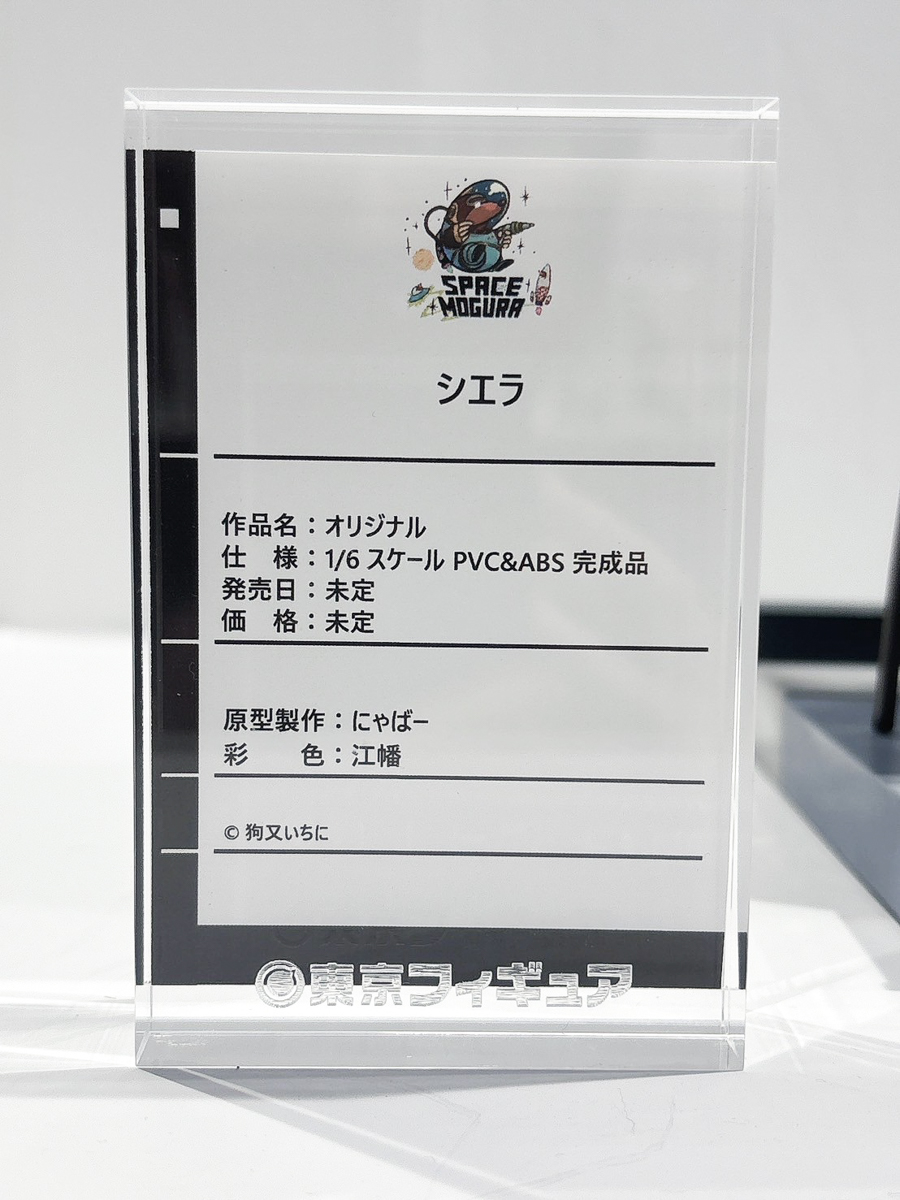 SPACE
MOGURA
シエラ
作品名：オリジナル
仕　様：1/6 スケール PVC&ABS 完成品
発売日：未定
価　格：未定
原型製作：にゃばー
彩　　色：江幡
© 狗又いちに
東京フィギュア